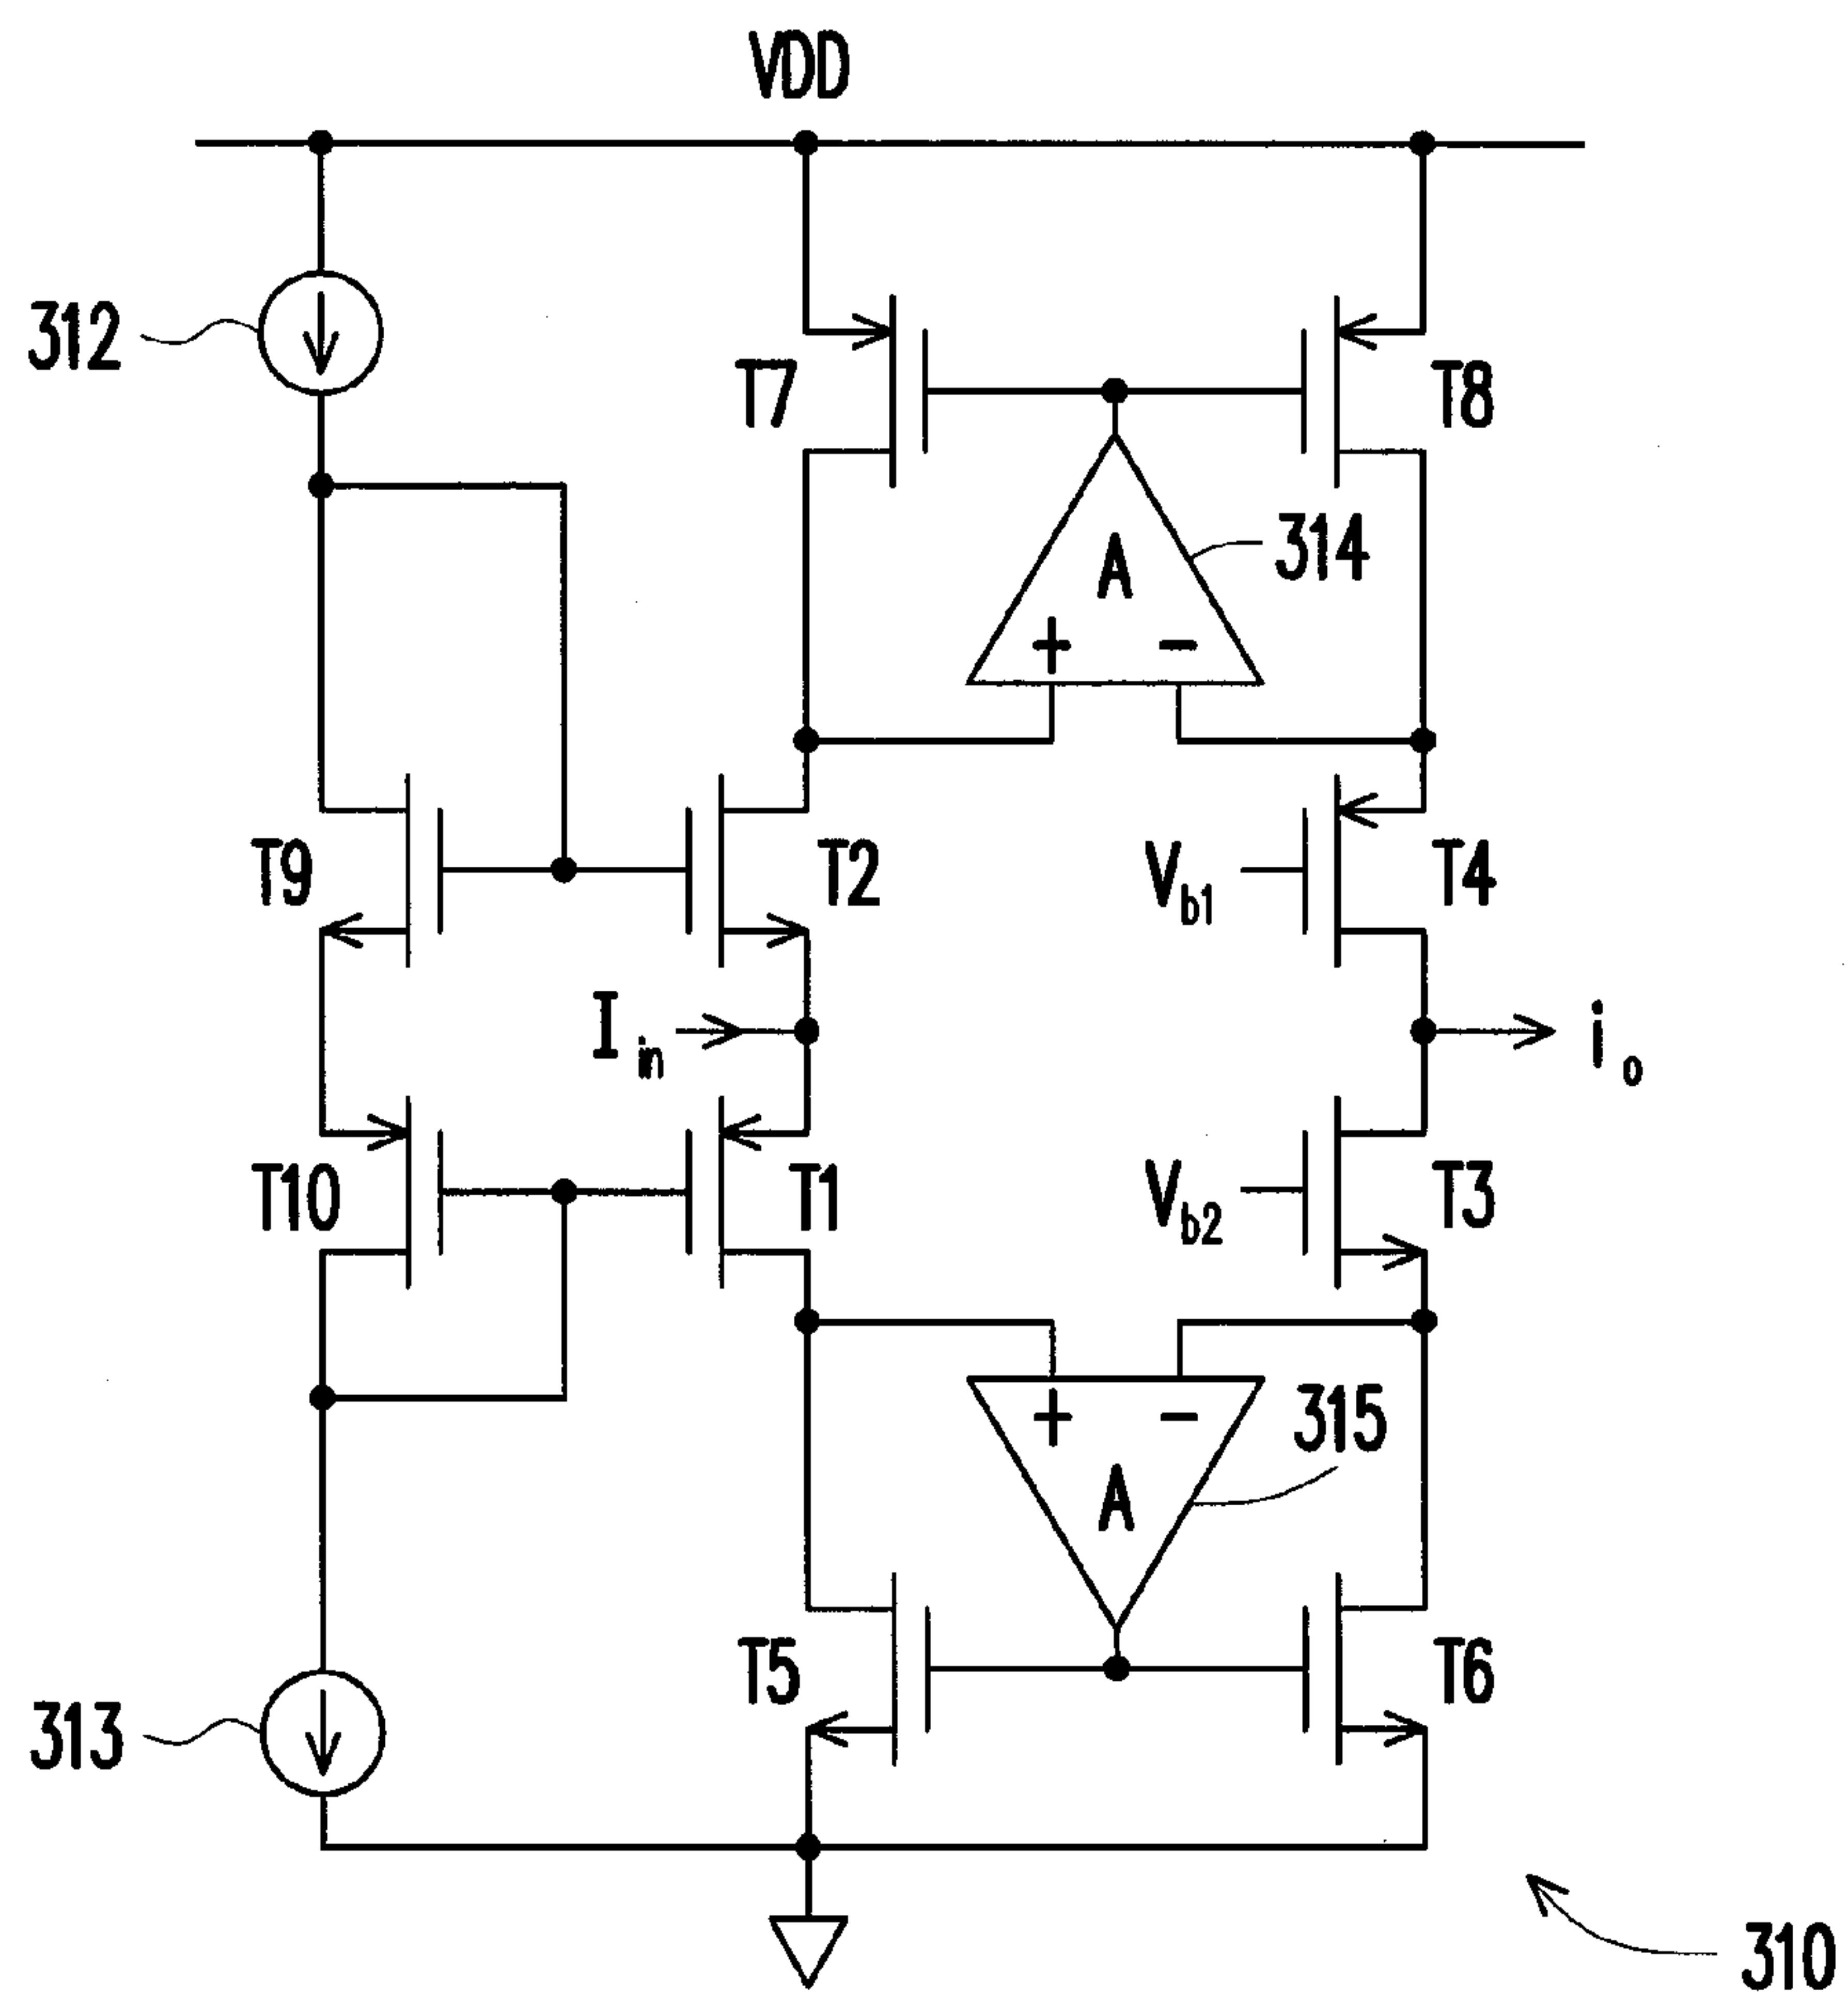 VDD
312
T7
T8
314
A
+ -
T9
T2
Vb1
T4
Iin
io
T10
T1
Vb2
T3
+ -
315
A
T5
T6
313
310